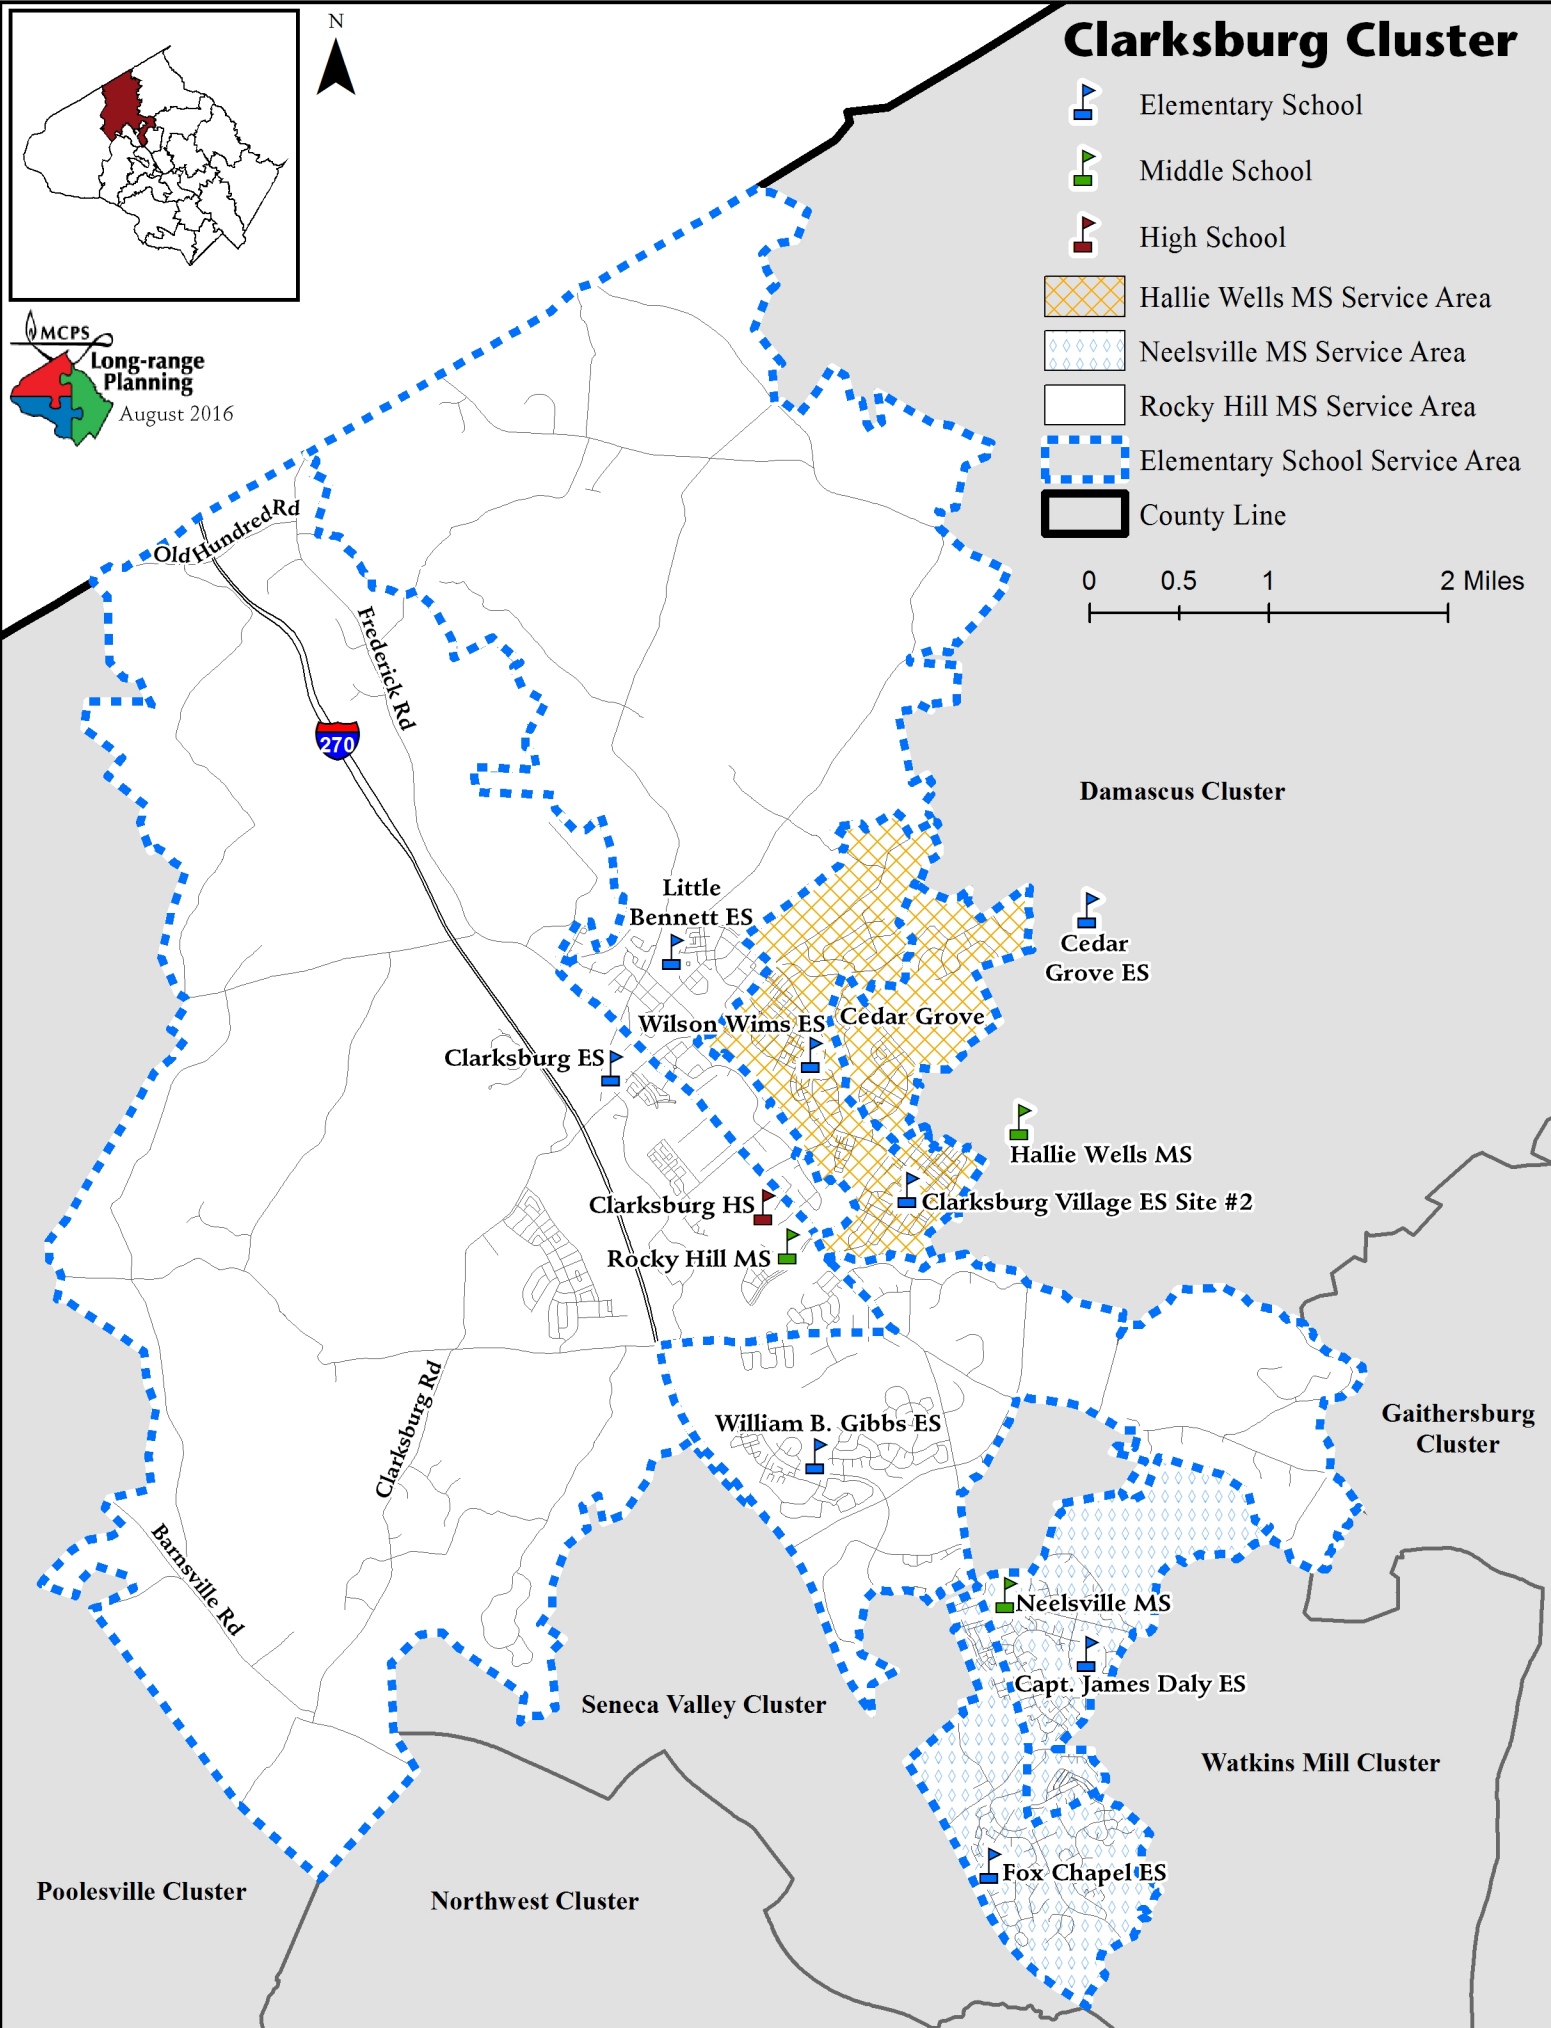 Clarksburg Cluster
N
Elementary School
Middle School
High School
Hallie Wells MS Service Area
Neelsville MS Service Area
Rocky Hill MS Service Area
Elementary School Service Area
County Line
0 0.5 1 2 Miles
MCPS
Long-range
Planning
August 2016
Old Hundred Rd
Frederick Rd
270
Damascus Cluster
Little
Bennett ES
Cedar
Grove ES
Wilson Wims ES
Cedar Grove
Clarksburg ES
Hallie Wells MS
Clarksburg HS
Clarksburg Village ES Site #2
Rocky Hill MS
Clarksburg Rd
William B. Gibbs ES
Gaithersburg
Cluster
Barnsville Rd
Neelsville MS
Capt. James Daly ES
Seneca Valley Cluster
Watkins Mill Cluster
Fox Chapel ES
Poolesville Cluster
Northwest Cluster